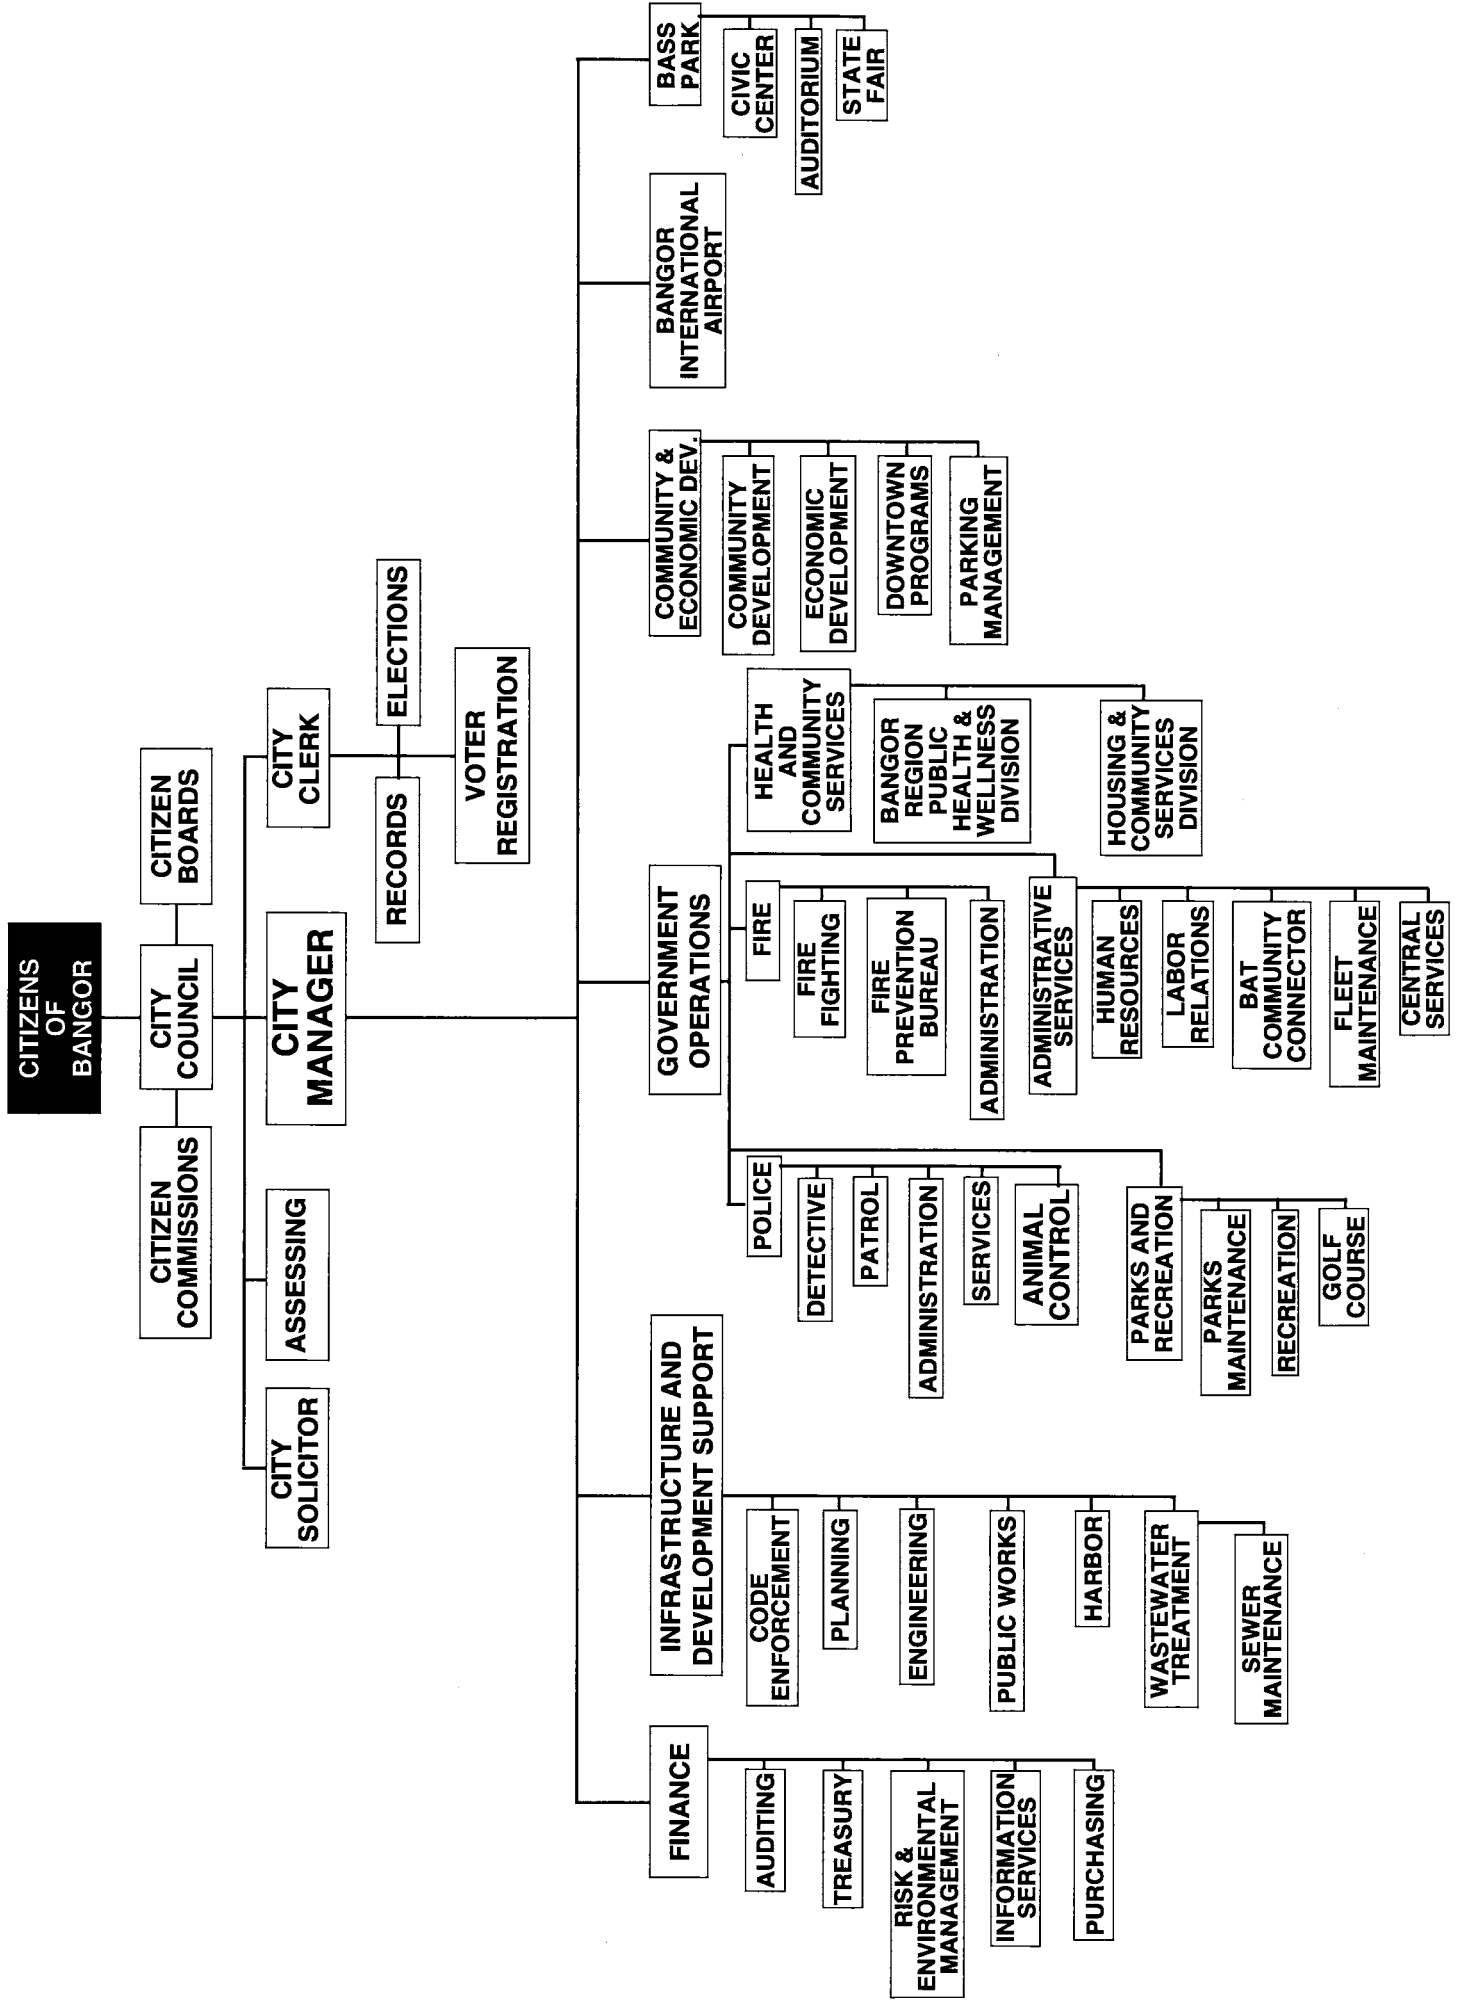 CITIZENS
OF
BANGOR
CITIZEN
COMMISSIONS
CITY
COUNCIL
CITIZEN
BOARDS
CITY
SOLICITOR
ASSESSING
CITY
MANAGER
CITY
CLERK
RECORDS
ELECTIONS
VOTER
REGISTRATION
FINANCE
AUDITING
TREASURY
RISK &
ENVIRONMENTAL
MANAGEMENT
INFORMATION
SERVICES
PURCHASING
INFRASTRUCTURE AND
DEVELOPMENT SUPPORT
CODE
ENFORCEMENT
PLANNING
ENGINEERING
PUBLIC WORKS
HARBOR
WASTEWATER
TREATMENT
SEWER
MAINTENANCE
GOVERNMENT
OPERATIONS
POLICE
DETECTIVE
PATROL
ADMINISTRATION
SERVICES
ANIMAL
CONTROL
PARKS AND
RECREATION
PARKS
MAINTENANCE
RECREATION
GOLF
COURSE
FIRE
FIRE
FIGHTING
FIRE
PREVENTION
BUREAU
ADMINISTRATION
ADMINISTRATIVE
SERVICES
HUMAN
RESOURCES
LABOR
RELATIONS
BAT
COMMUNITY
CONNECTOR
FLEET
MAINTENANCE
CENTRAL
SERVICES
HEALTH
AND
COMMUNITY
SERVICES
BANGOR
REGION
PUBLIC
HEALTH &
WELLNESS
DIVISION
HOUSING &
COMMUNITY
SERVICES
DIVISION
COMMUNITY &
ECONOMIC DEV.
COMMUNITY
DEVELOPMENT
ECONOMIC
DEVELOPMENT
DOWNTOWN
PROGRAMS
PARKING
MANAGEMENT
BANGOR
INTERNATIONAL
AIRPORT
BASS
PARK
CIVIC
CENTER
AUDITORIUM
STATE
FAIR